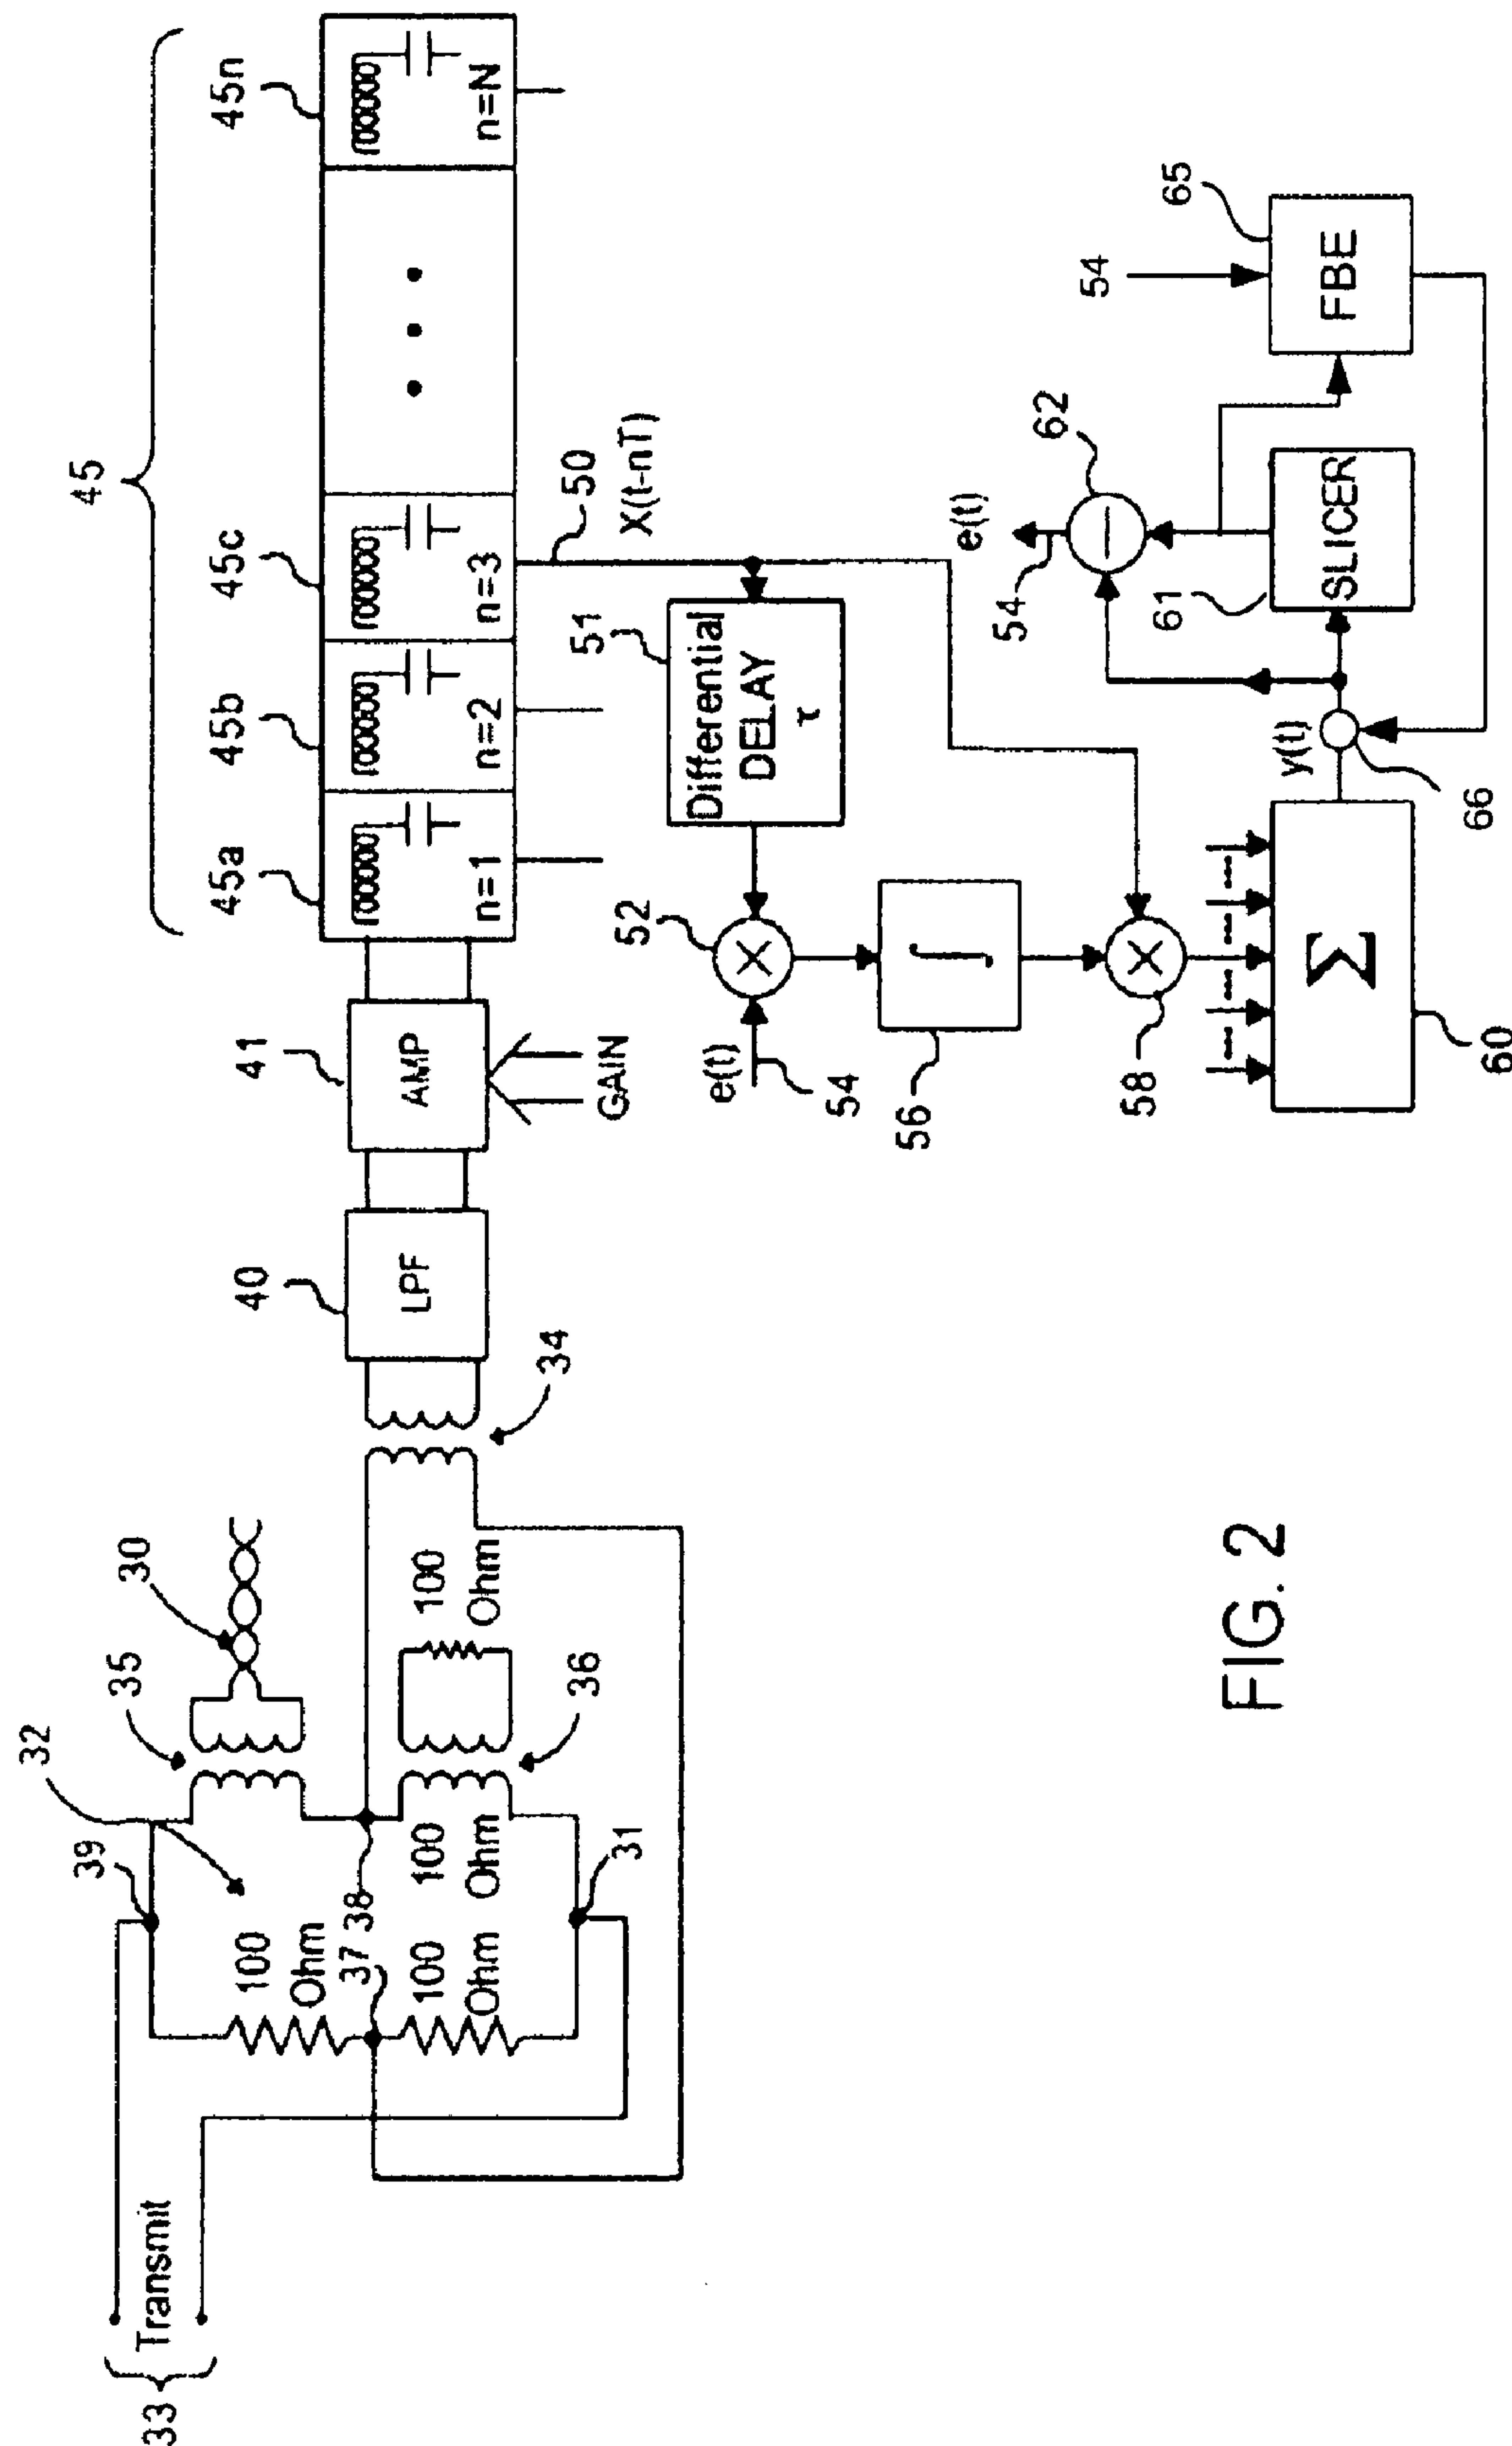 33
Transmit
39
32
35
30
100
Ohm
37
38
100
Ohm
100
Ohm
31
36
100
Ohm
34
40
LPF
41
AMP
GAIN
45
45a
45b
45c
45n
n=1
n=2
n=3
n=N
50
X(t-nT)
51
Differential
DELAY
τ
52
e(t)
54
56
∫
58
60
Σ
y(t)
66
61
SLICER
62
e(t)
54
54
65
FBE
FIG. 2